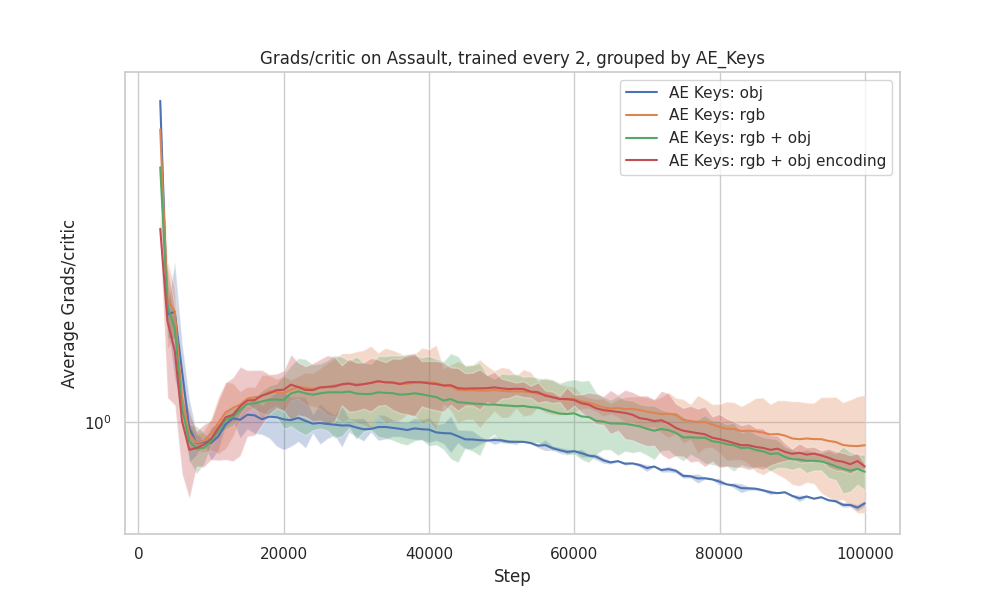 Grads/critic on Assault, trained every 2, grouped by AE_Keys
AE Keys: obj
AE Keys: rgb
AE Keys: rgb + obj
AE Keys: rgb + obj encoding
Average Grads/critic
10⁰
0 20000 40000 60000 80000 100000
Step